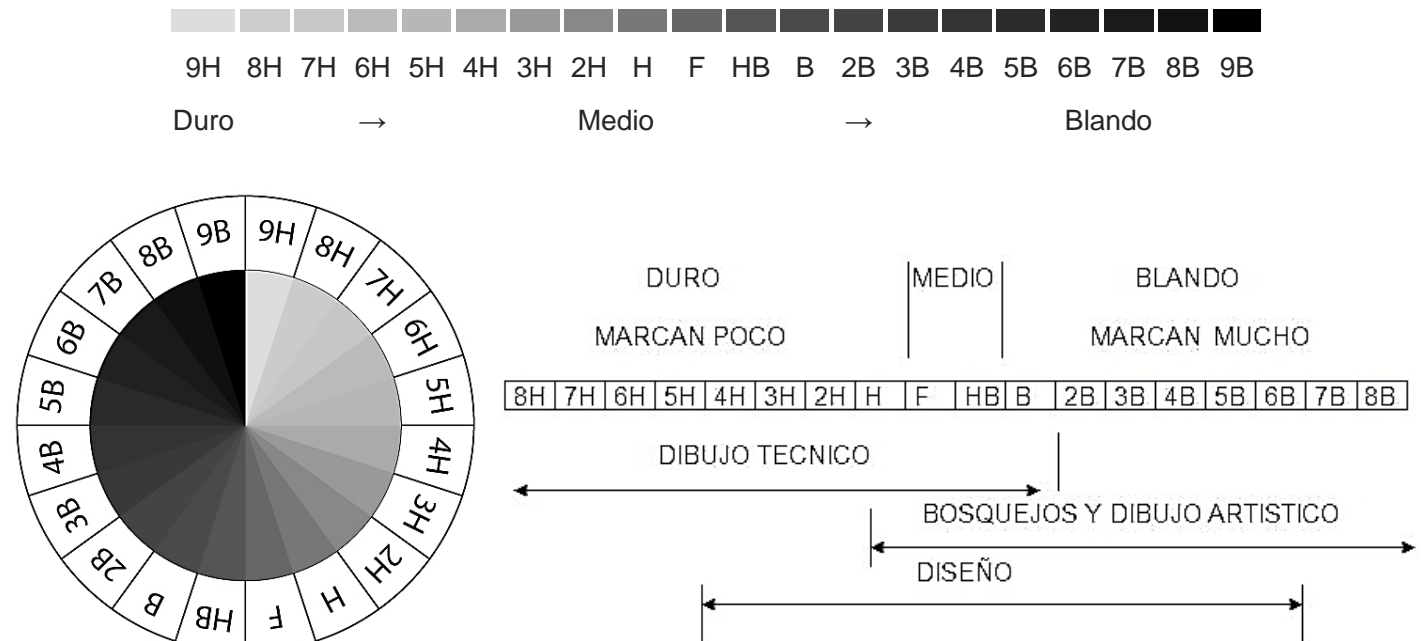 9H 8H 7H 6H 5H 4H 3H 2H H F HB B 2B 3B 4B 5B 6B 7B 8B 9B
Duro → Medio → Blando
9H
8H
7H
6H
5H
4H
3H
2H
H
F
HB
B
2B
3B
4B
5B
6B
7B
8B
9B
DURO MEDIO BLANDO
MARCAN POCO MARCAN MUCHO
8H 7H 6H 5H 4H 3H 2H H F HB B 2B 3B 4B 5B 6B 7B 8B
DIBUJO TECNICO
BOSQUEJOS Y DIBUJO ARTISTICO
DISEÑO